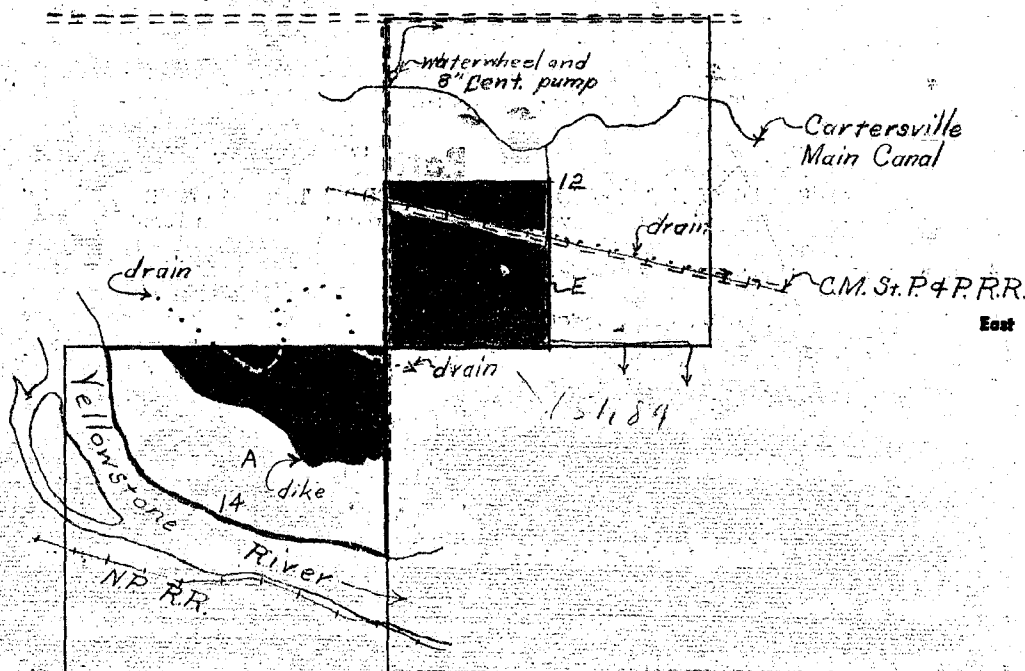 waterwheel and
8" Cent. pump
Cartersville
Main Canal
12
drain
drain
E
C.M. St. P. & P. R.R.
East
drain
A
dike
14
Yellowstone
River
N.P. R.R.